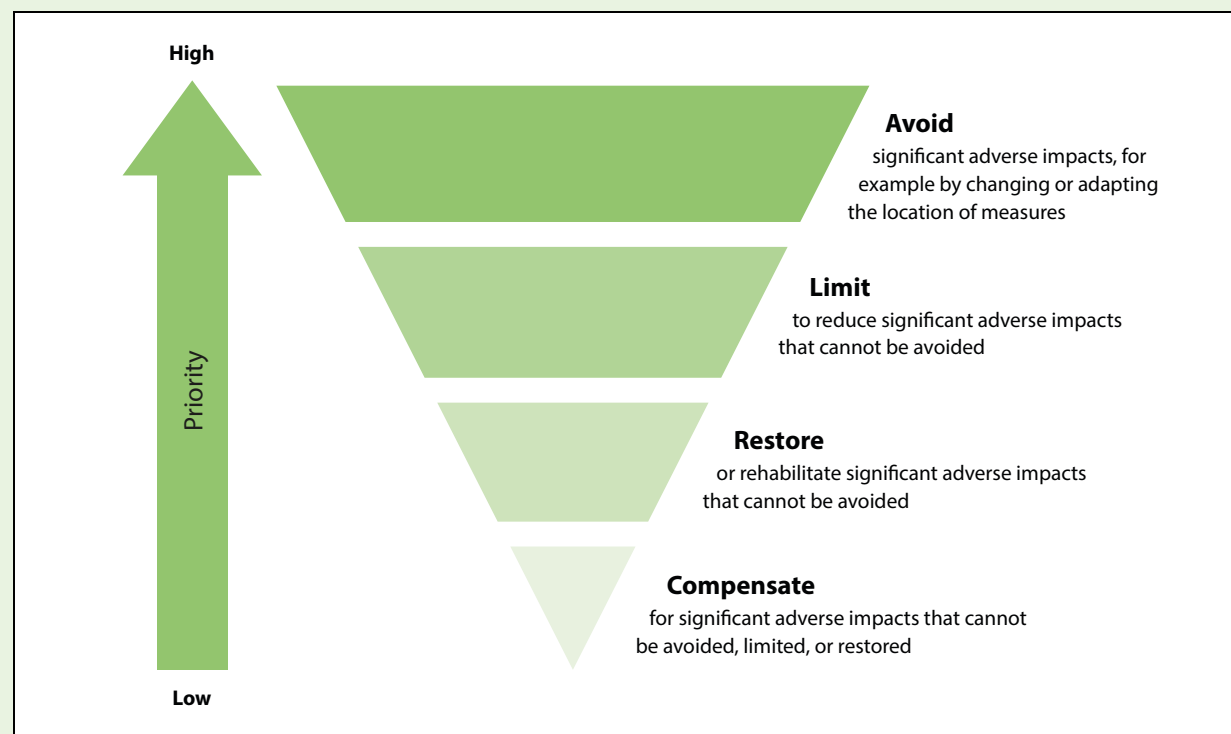 High
Avoid
significant adverse impacts, for
example by changing or adapting
the location of measures
Limit
to reduce significant adverse impacts
that cannot be avoided
Priority
Restore
or rehabilitate significant adverse impacts
that cannot be avoided
Compensate
for significant adverse impacts that cannot
be avoided, limited, or restored
Low